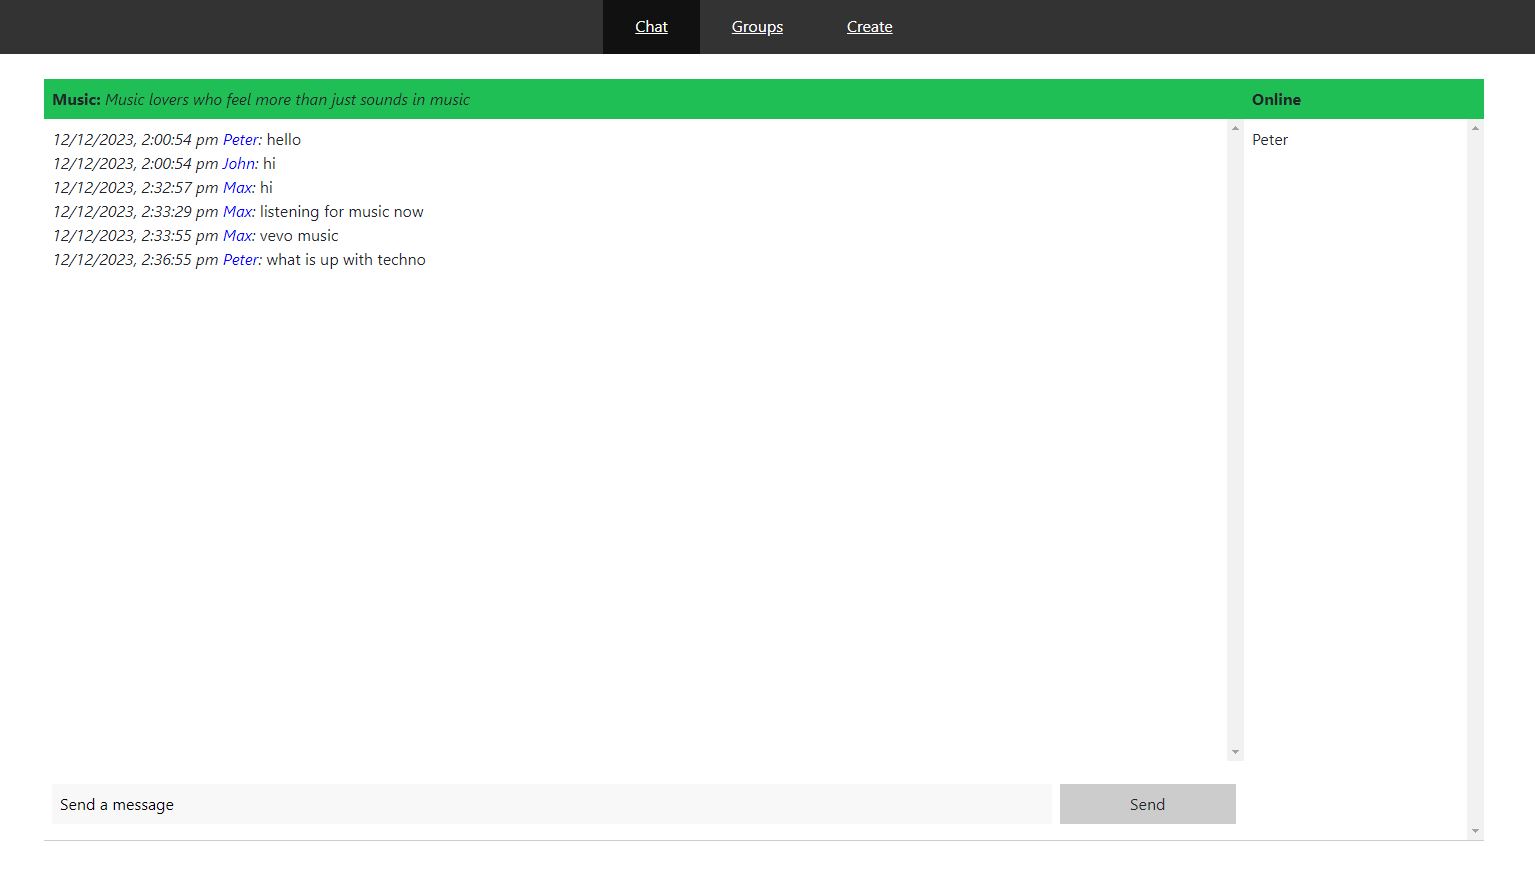 Chat Groups Create
Music: Music lovers who feel more than just sounds in music
Online
12/12/2023, 2:00:54 pm Peter: hello
12/12/2023, 2:00:54 pm John: hi
12/12/2023, 2:32:57 pm Max: hi
12/12/2023, 2:33:29 pm Max: listening for music now
12/12/2023, 2:33:55 pm Max: vevo music
12/12/2023, 2:36:55 pm Peter: what is up with techno
Peter
Send a message
Send